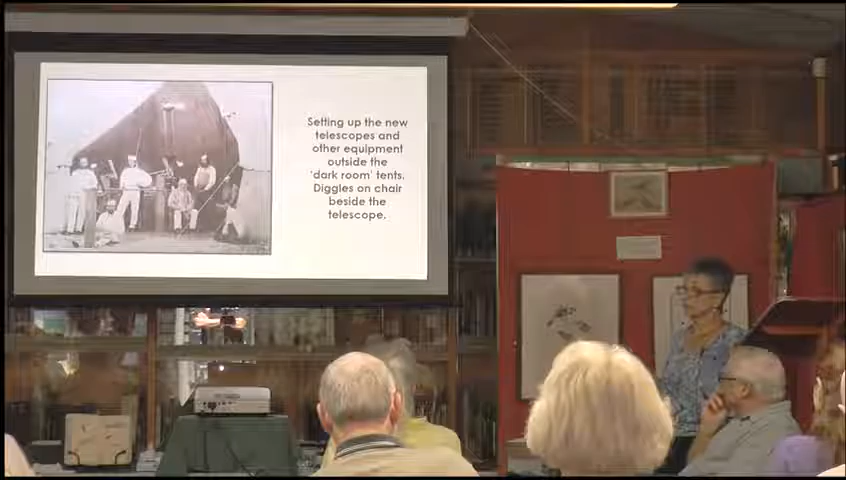 Setting up the new
telescopes and
other equipment
outside the
'dark room' tents.
Diggles on chair
beside the
telescope.